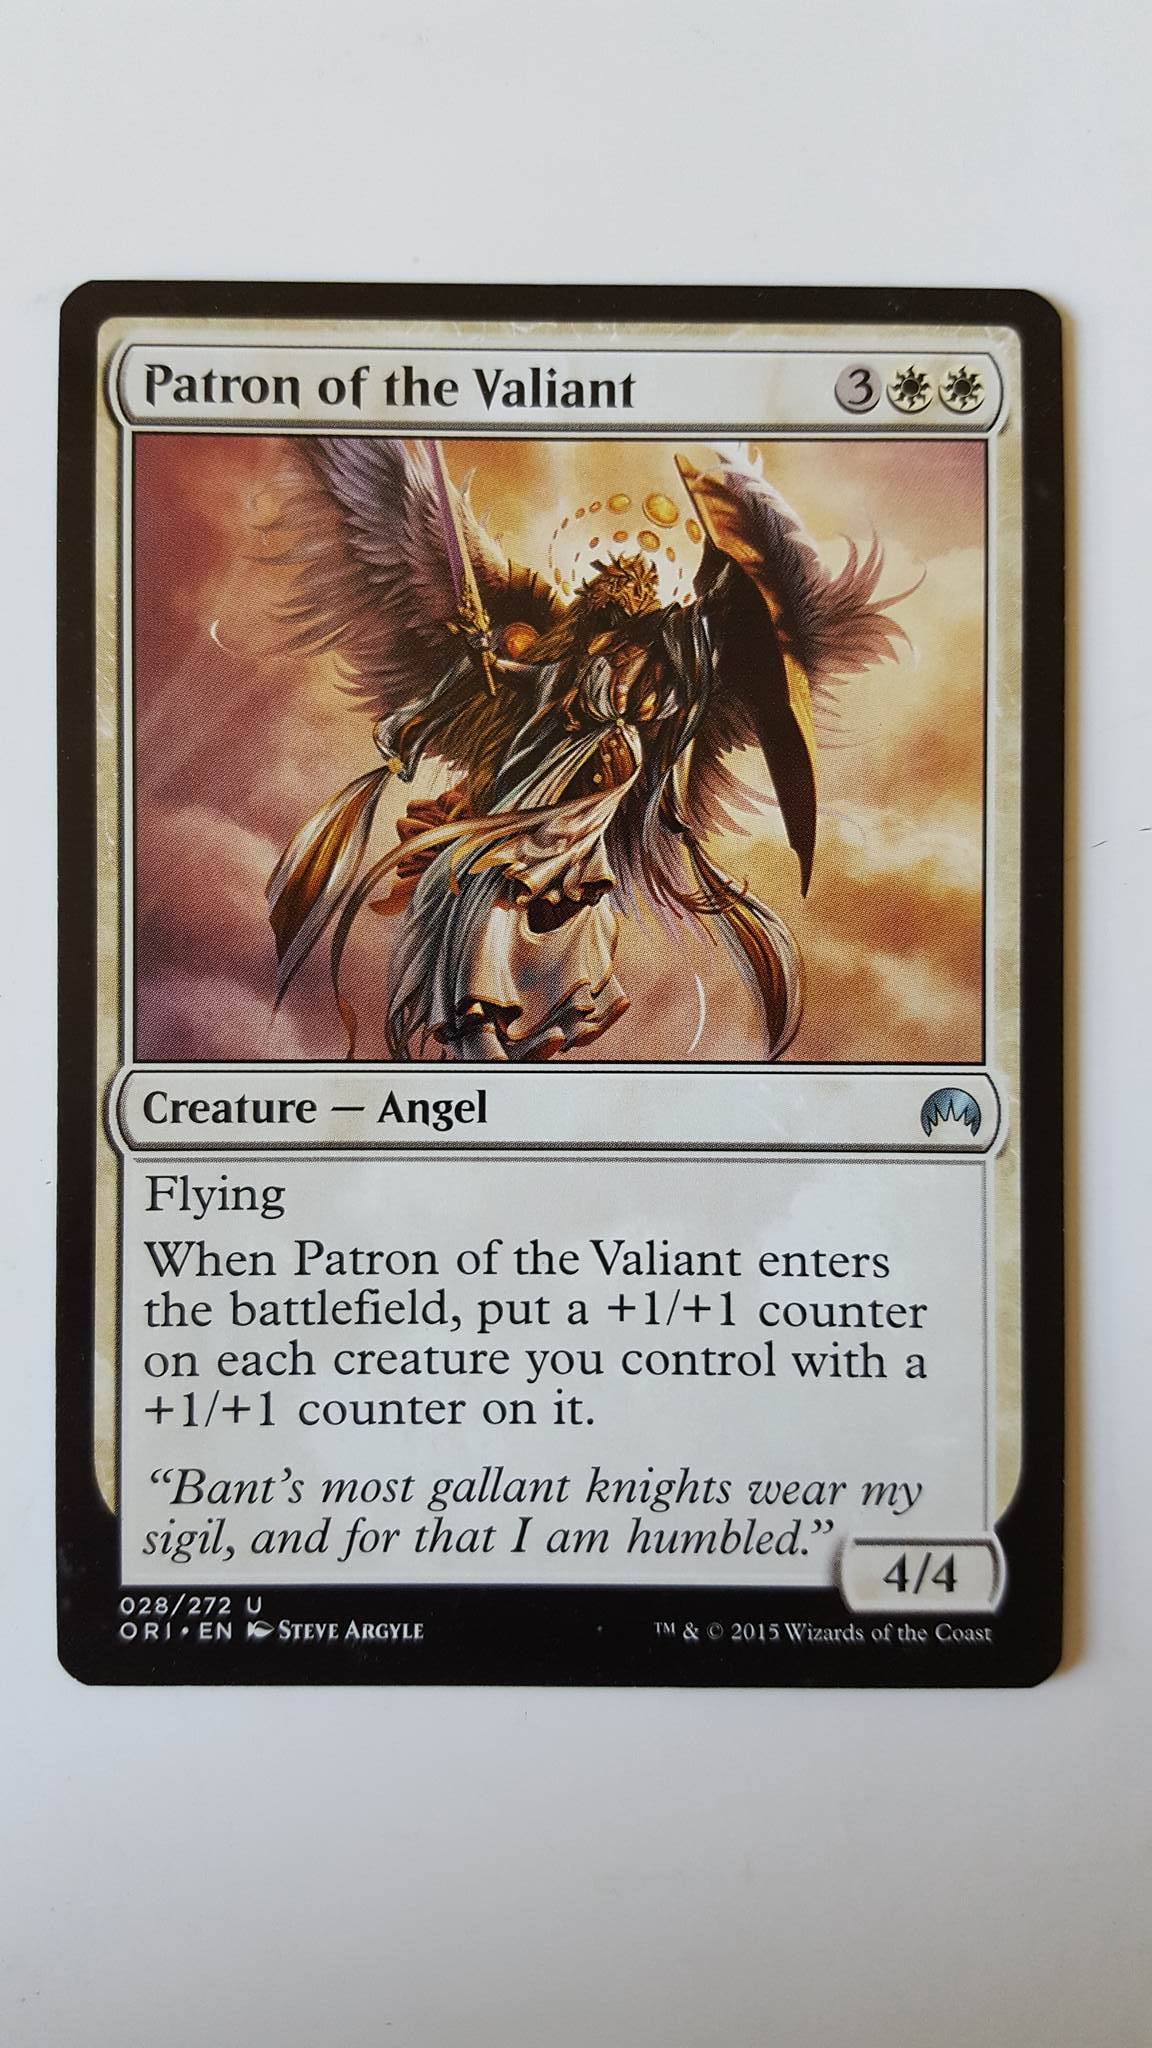 Patron of the Valiant 3
Creature — Angel
Flying
When Patron of the Valiant enters
the battlefield, put a +1/+1 counter
on each creature you control with a
+1/+1 counter on it.
“Bant’s most gallant knights wear my
sigil, and for that I am humbled.”
4/4
028/272 U
ORI • EN STEVE ARGYLE
™ & © 2015 Wizards of the Coast